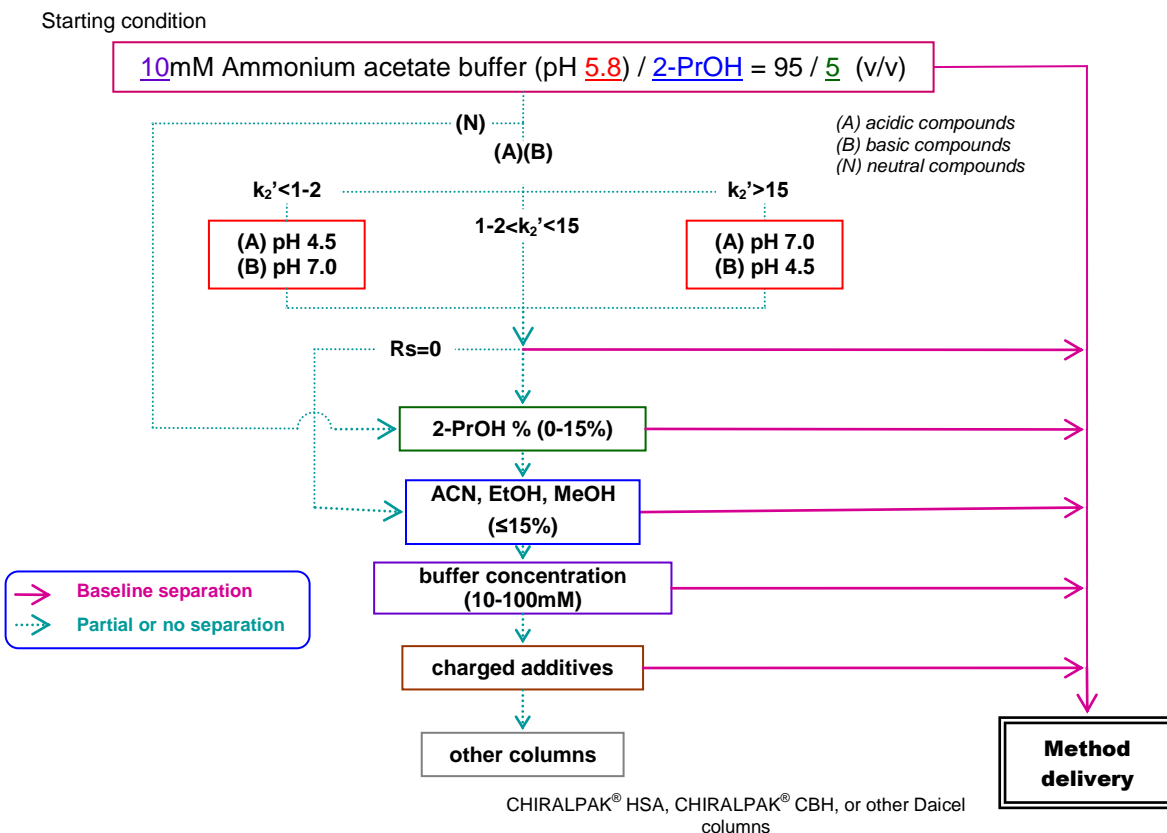 Starting condition
10mM Ammonium acetate buffer (pH 5.8) / 2-PrOH = 95 / 5 (v/v)
(N)
(A)(B)
(A) acidic compounds
(B) basic compounds
(N) neutral compounds
k₂'<1-2
k₂'>15
1-2<k₂'<15
(A) pH 4.5
(B) pH 7.0
(A) pH 7.0
(B) pH 4.5
Rs=0
2-PrOH % (0-15%)
ACN, EtOH, MeOH
(≤15%)
buffer concentration
(10-100mM)
Baseline separation
Partial or no separation
charged additives
other columns
Method
delivery
CHIRALPAK® HSA, CHIRALPAK® CBH, or other Daicel
columns